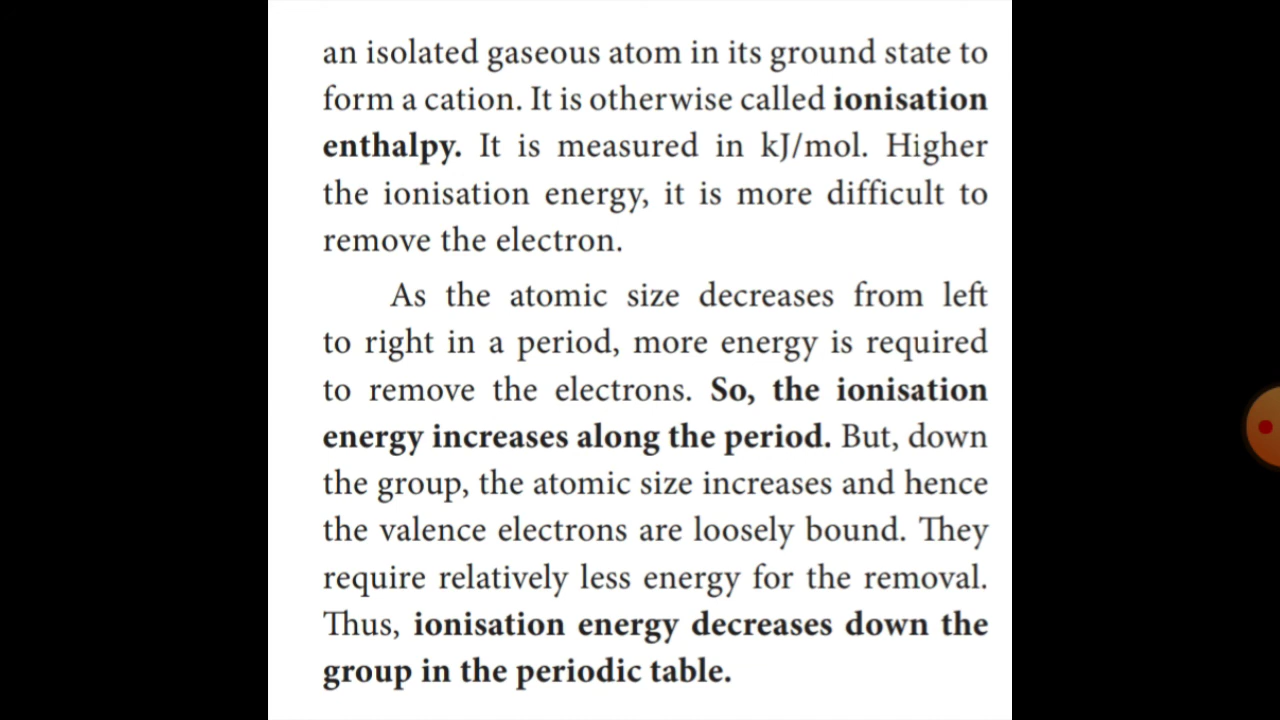 an isolated gaseous atom in its ground state to
form a cation. It is otherwise called ionisation
enthalpy. It is measured in kJ/mol. Higher
the ionisation energy, it is more difficult to
remove the electron.
As the atomic size decreases from left
to right in a period, more energy is required
to remove the electrons. So, the ionisation
energy increases along the period. But, down
the group, the atomic size increases and hence
the valence electrons are loosely bound. They
require relatively less energy for the removal.
Thus, ionisation energy decreases down the
group in the periodic table.